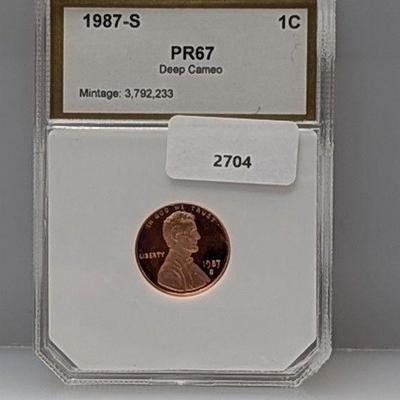 1987-S 1C
PR67
Deep Cameo
Mintage: 3,792,233
2704
IN GOD WE TRUST
LIBERTY
1987
S